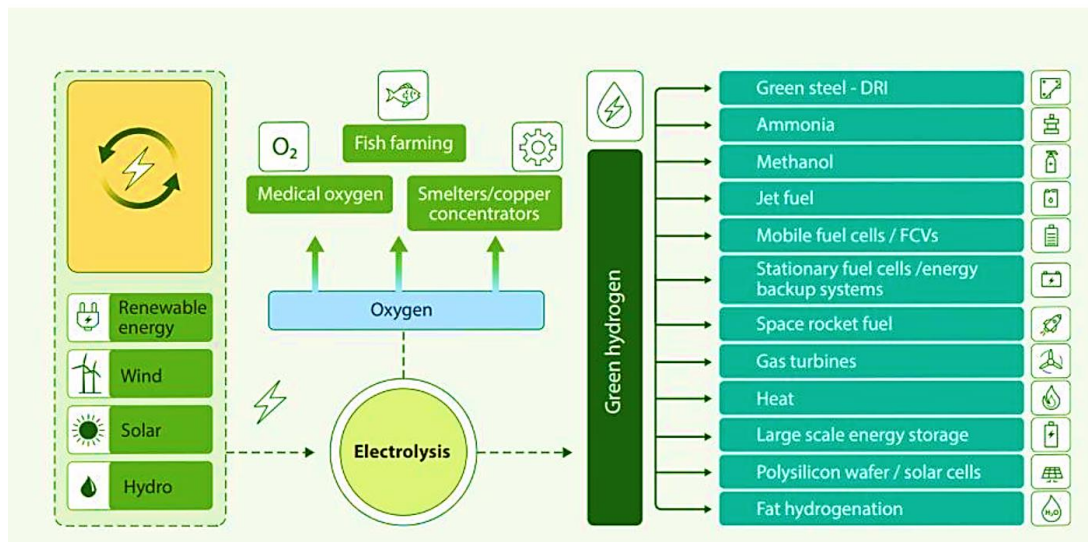 Renewable
energy
Wind
Solar
Hydro
O₂
Medical oxygen
Fish farming
Smelters/copper
concentrators
Oxygen
Electrolysis
Green hydrogen
Green steel - DRI
Ammonia
Methanol
Jet fuel
Mobile fuel cells / FCVs
Stationary fuel cells /energy
backup systems
Space rocket fuel
Gas turbines
Heat
Large scale energy storage
Polysilicon wafer / solar cells
Fat hydrogenation
H₂O